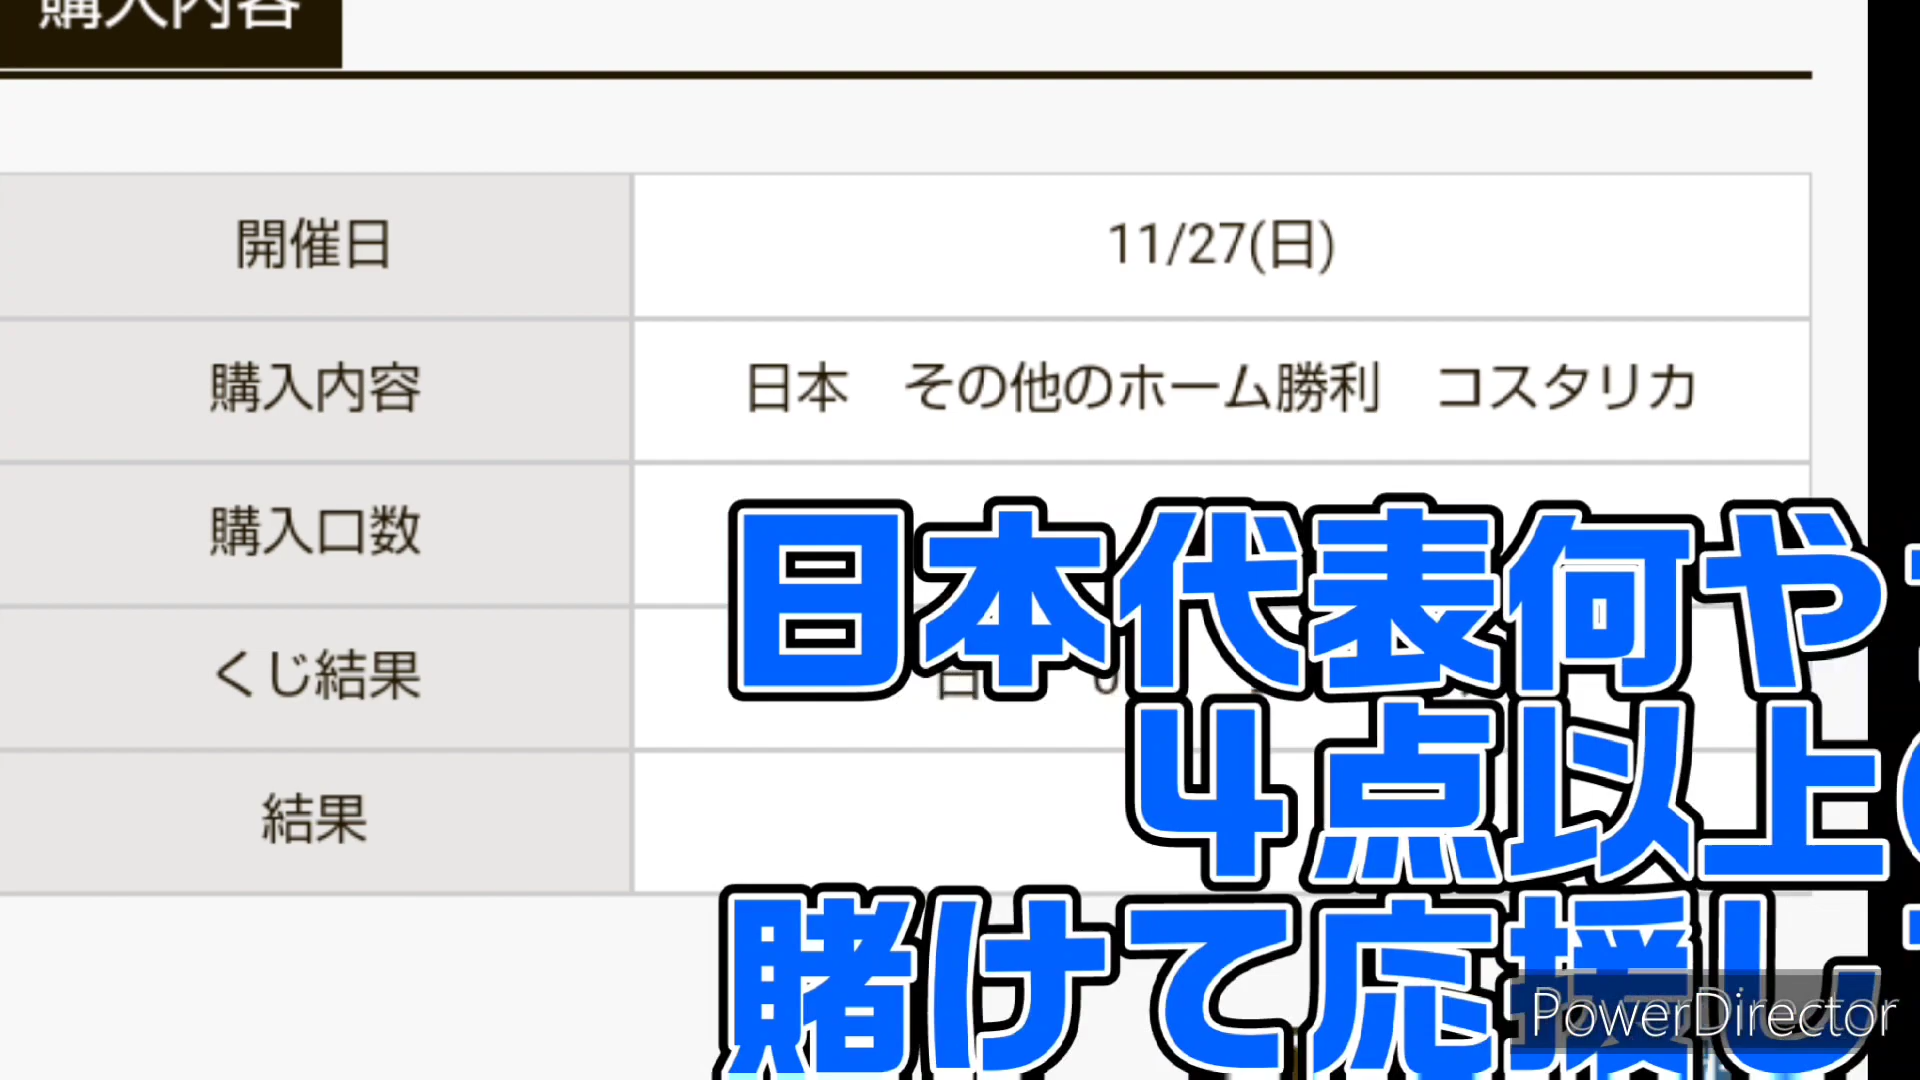 購入内容
開催日 11/27(日)
購入内容 日本 その他のホーム勝利 コスタリカ
購入口数
くじ結果
結果
日本代表何や
4点以上
賭けて応援し
PowerDirector